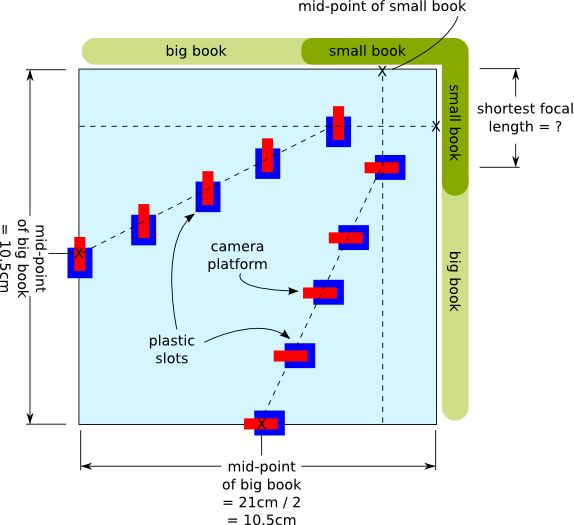 mid-point of small book
big book
small book
small book
shortest focal
length = ?
mid-point
of big book
= 10.5cm
camera
platform
big book
plastic
slots
mid-point
of big book
= 21cm / 2
= 10.5cm
X
X
X
X